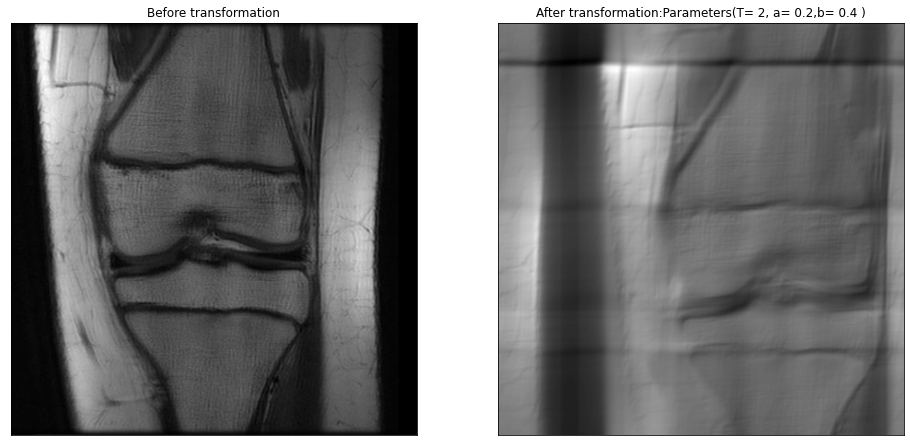 Before transformation
After transformation:Parameters(T= 2, a= 0.2,b= 0.4 )